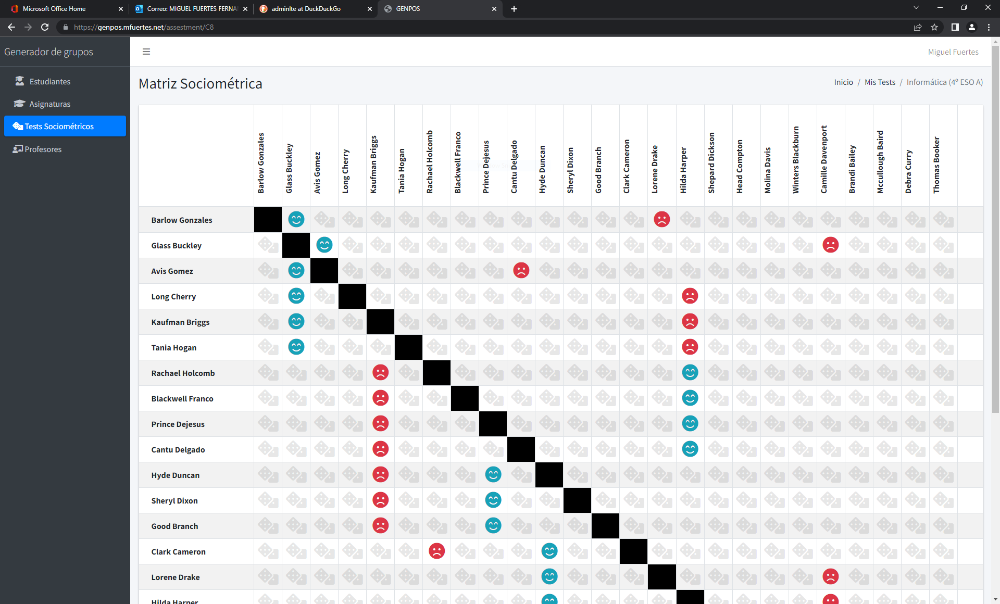 Microsoft Office Home
Correo: MIGUEL FUERTES FERNA
adminlte at DuckDuckGo
GENPOS
https://genpos.mfuertes.net/assestment/C8
Generador de grupos
Miguel Fuertes
Estudiantes
Asignaturas
Tests Sociométricos
Profesores
Matriz Sociométrica
Inicio / Mis Tests / Informática (4º ESO A)
Barlow Gonzales
Glass Buckley
Avis Gomez
Long Cherry
Kaufman Briggs
Tania Hogan
Rachael Holcomb
Blackwell Franco
Prince Dejesus
Cantu Delgado
Hyde Duncan
Sheryl Dixon
Good Branch
Clark Cameron
Lorene Drake
Hilda Harper
Shepard Dickson
Head Compton
Molina Davis
Winters Blackburn
Camille Davenport
Brandi Bailey
Mccullough Baird
Debra Curry
Thomas Booker
Barlow Gonzales
Glass Buckley
Avis Gomez
Long Cherry
Kaufman Briggs
Tania Hogan
Rachael Holcomb
Blackwell Franco
Prince Dejesus
Cantu Delgado
Hyde Duncan
Sheryl Dixon
Good Branch
Clark Cameron
Lorene Drake
Hilda Harper